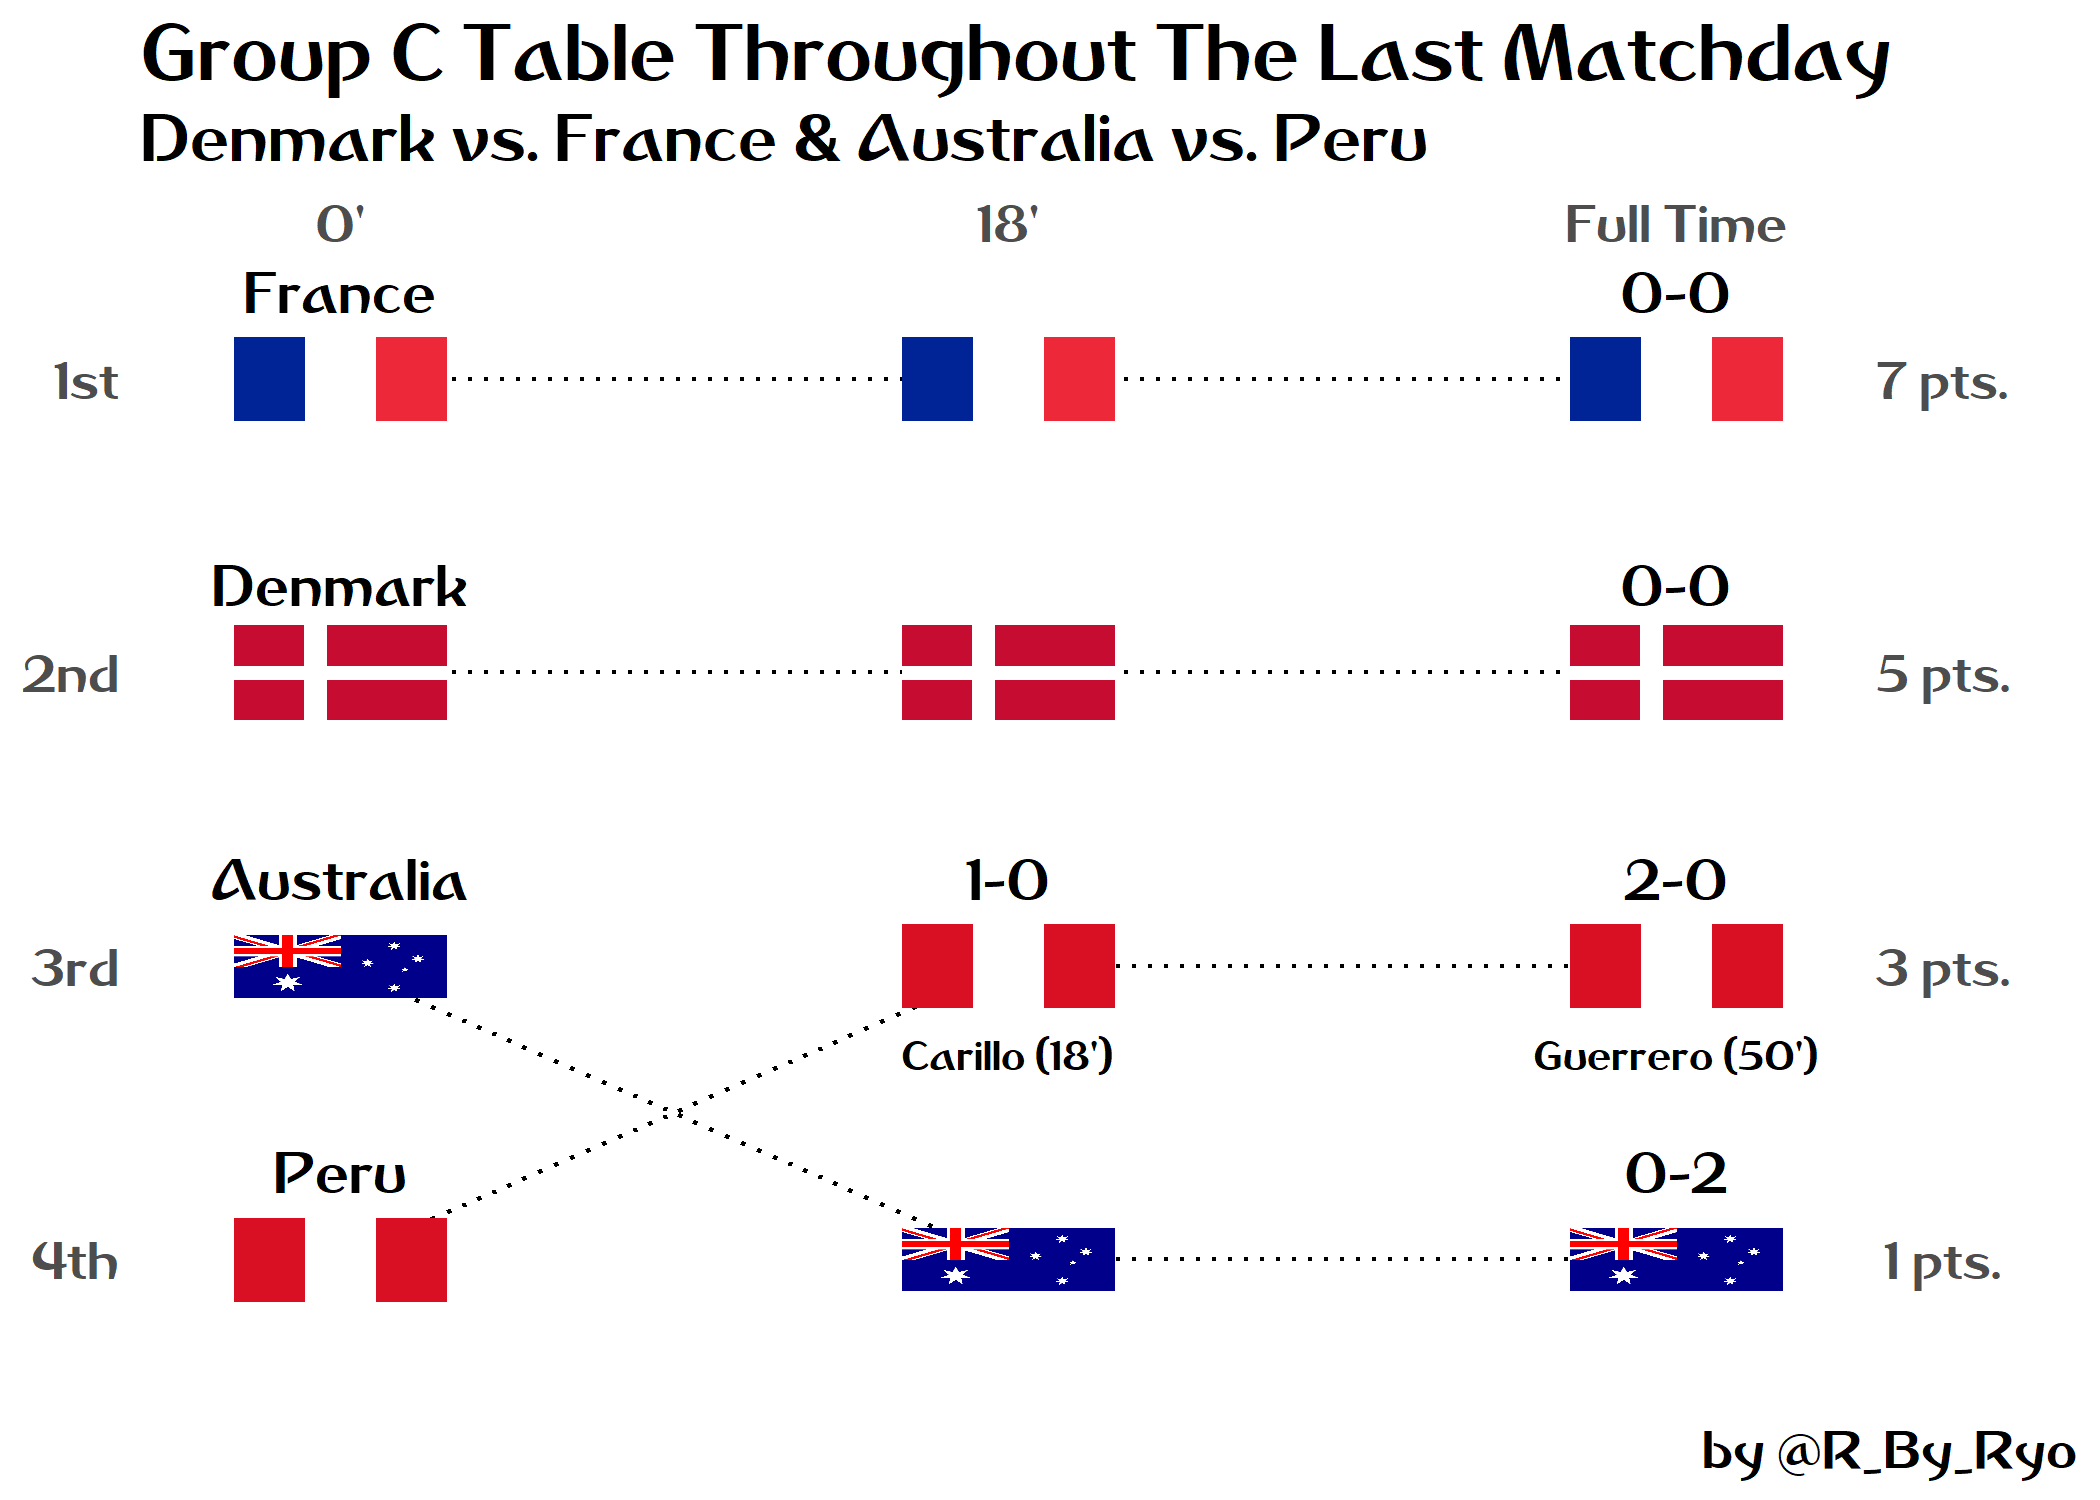 Group C Table Throughout The Last Matchday
Denmark vs. France & Australia vs. Peru
0' 18' Full Time
France 0-0
1st 7 pts.
Denmark 0-0
2nd 5 pts.
Australia 1-0 2-0
3rd 3 pts.
Carillo (18') Guerrero (50')
Peru 0-2
4th 1 pts.
by @R_By_Ryo